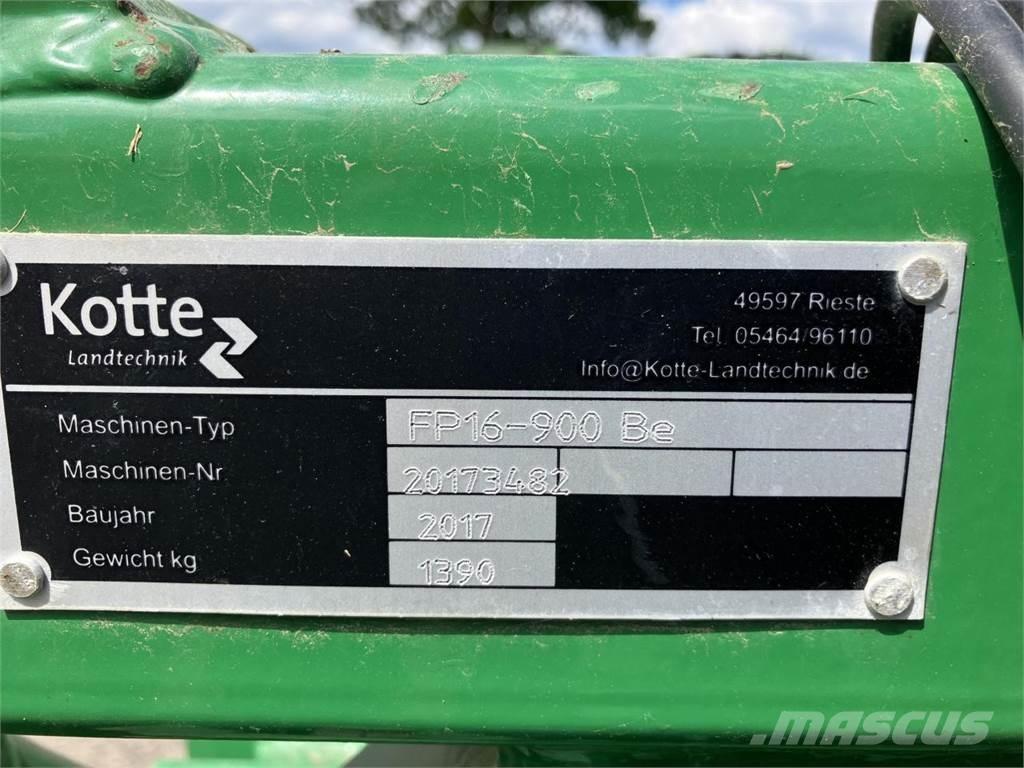 Kotte
Landtechnik
49597 Rieste
Tel. 05464/96110
Info@Kotte-Landtechnik.de
Maschinen-Typ FP16-900 Be
Maschinen-Nr 20173482
Baujahr 2017
Gewicht kg 1390
MASCUS